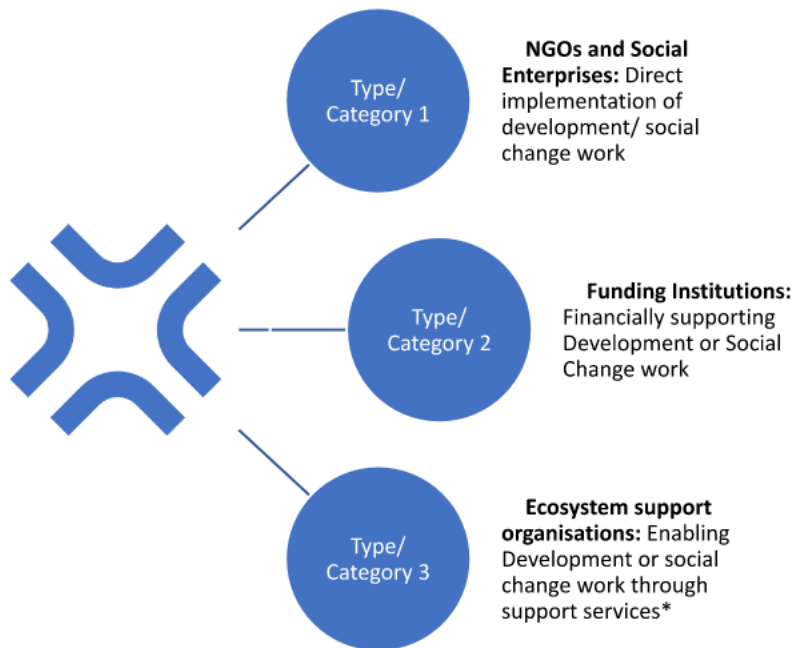 Type/
Category 1
NGOs and Social
Enterprises: Direct
implementation of
development/ social
change work
Type/
Category 2
Funding Institutions:
Financially supporting
Development or Social
Change work
Type/
Category 3
Ecosystem support
organisations: Enabling
Development or social
change work through
support services*